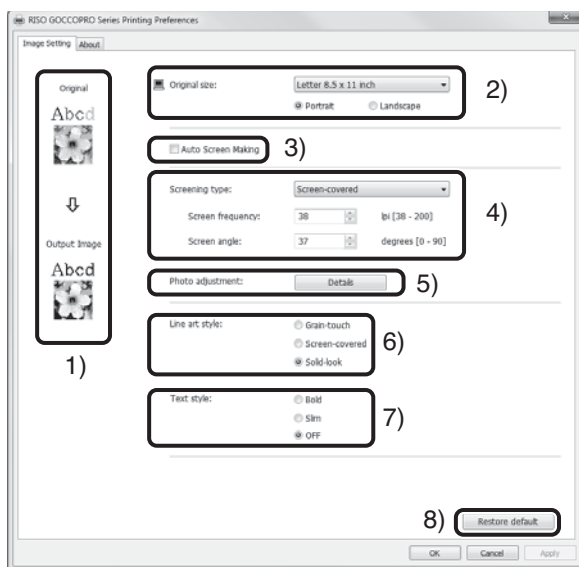 RISO GOCCOPRO Series Printing Preferences
Image Setting About
Original
Abcd
Output Image
Abcd
1)
Original size: Letter 8.5 x 11 inch
Portrait Landscape
2)
Auto Screen Making
3)
Screening type: Screen-covered
Screen frequency: 38 lpi [38 - 200]
Screen angle: 37 degrees [0 - 90]
4)
Photo adjustment: Details
5)
Line art style: Grain-touch
Screen-covered
Solid-look
6)
Text style: Bold
Slim
OFF
7)
8)
Restore default
OK Cancel Apply